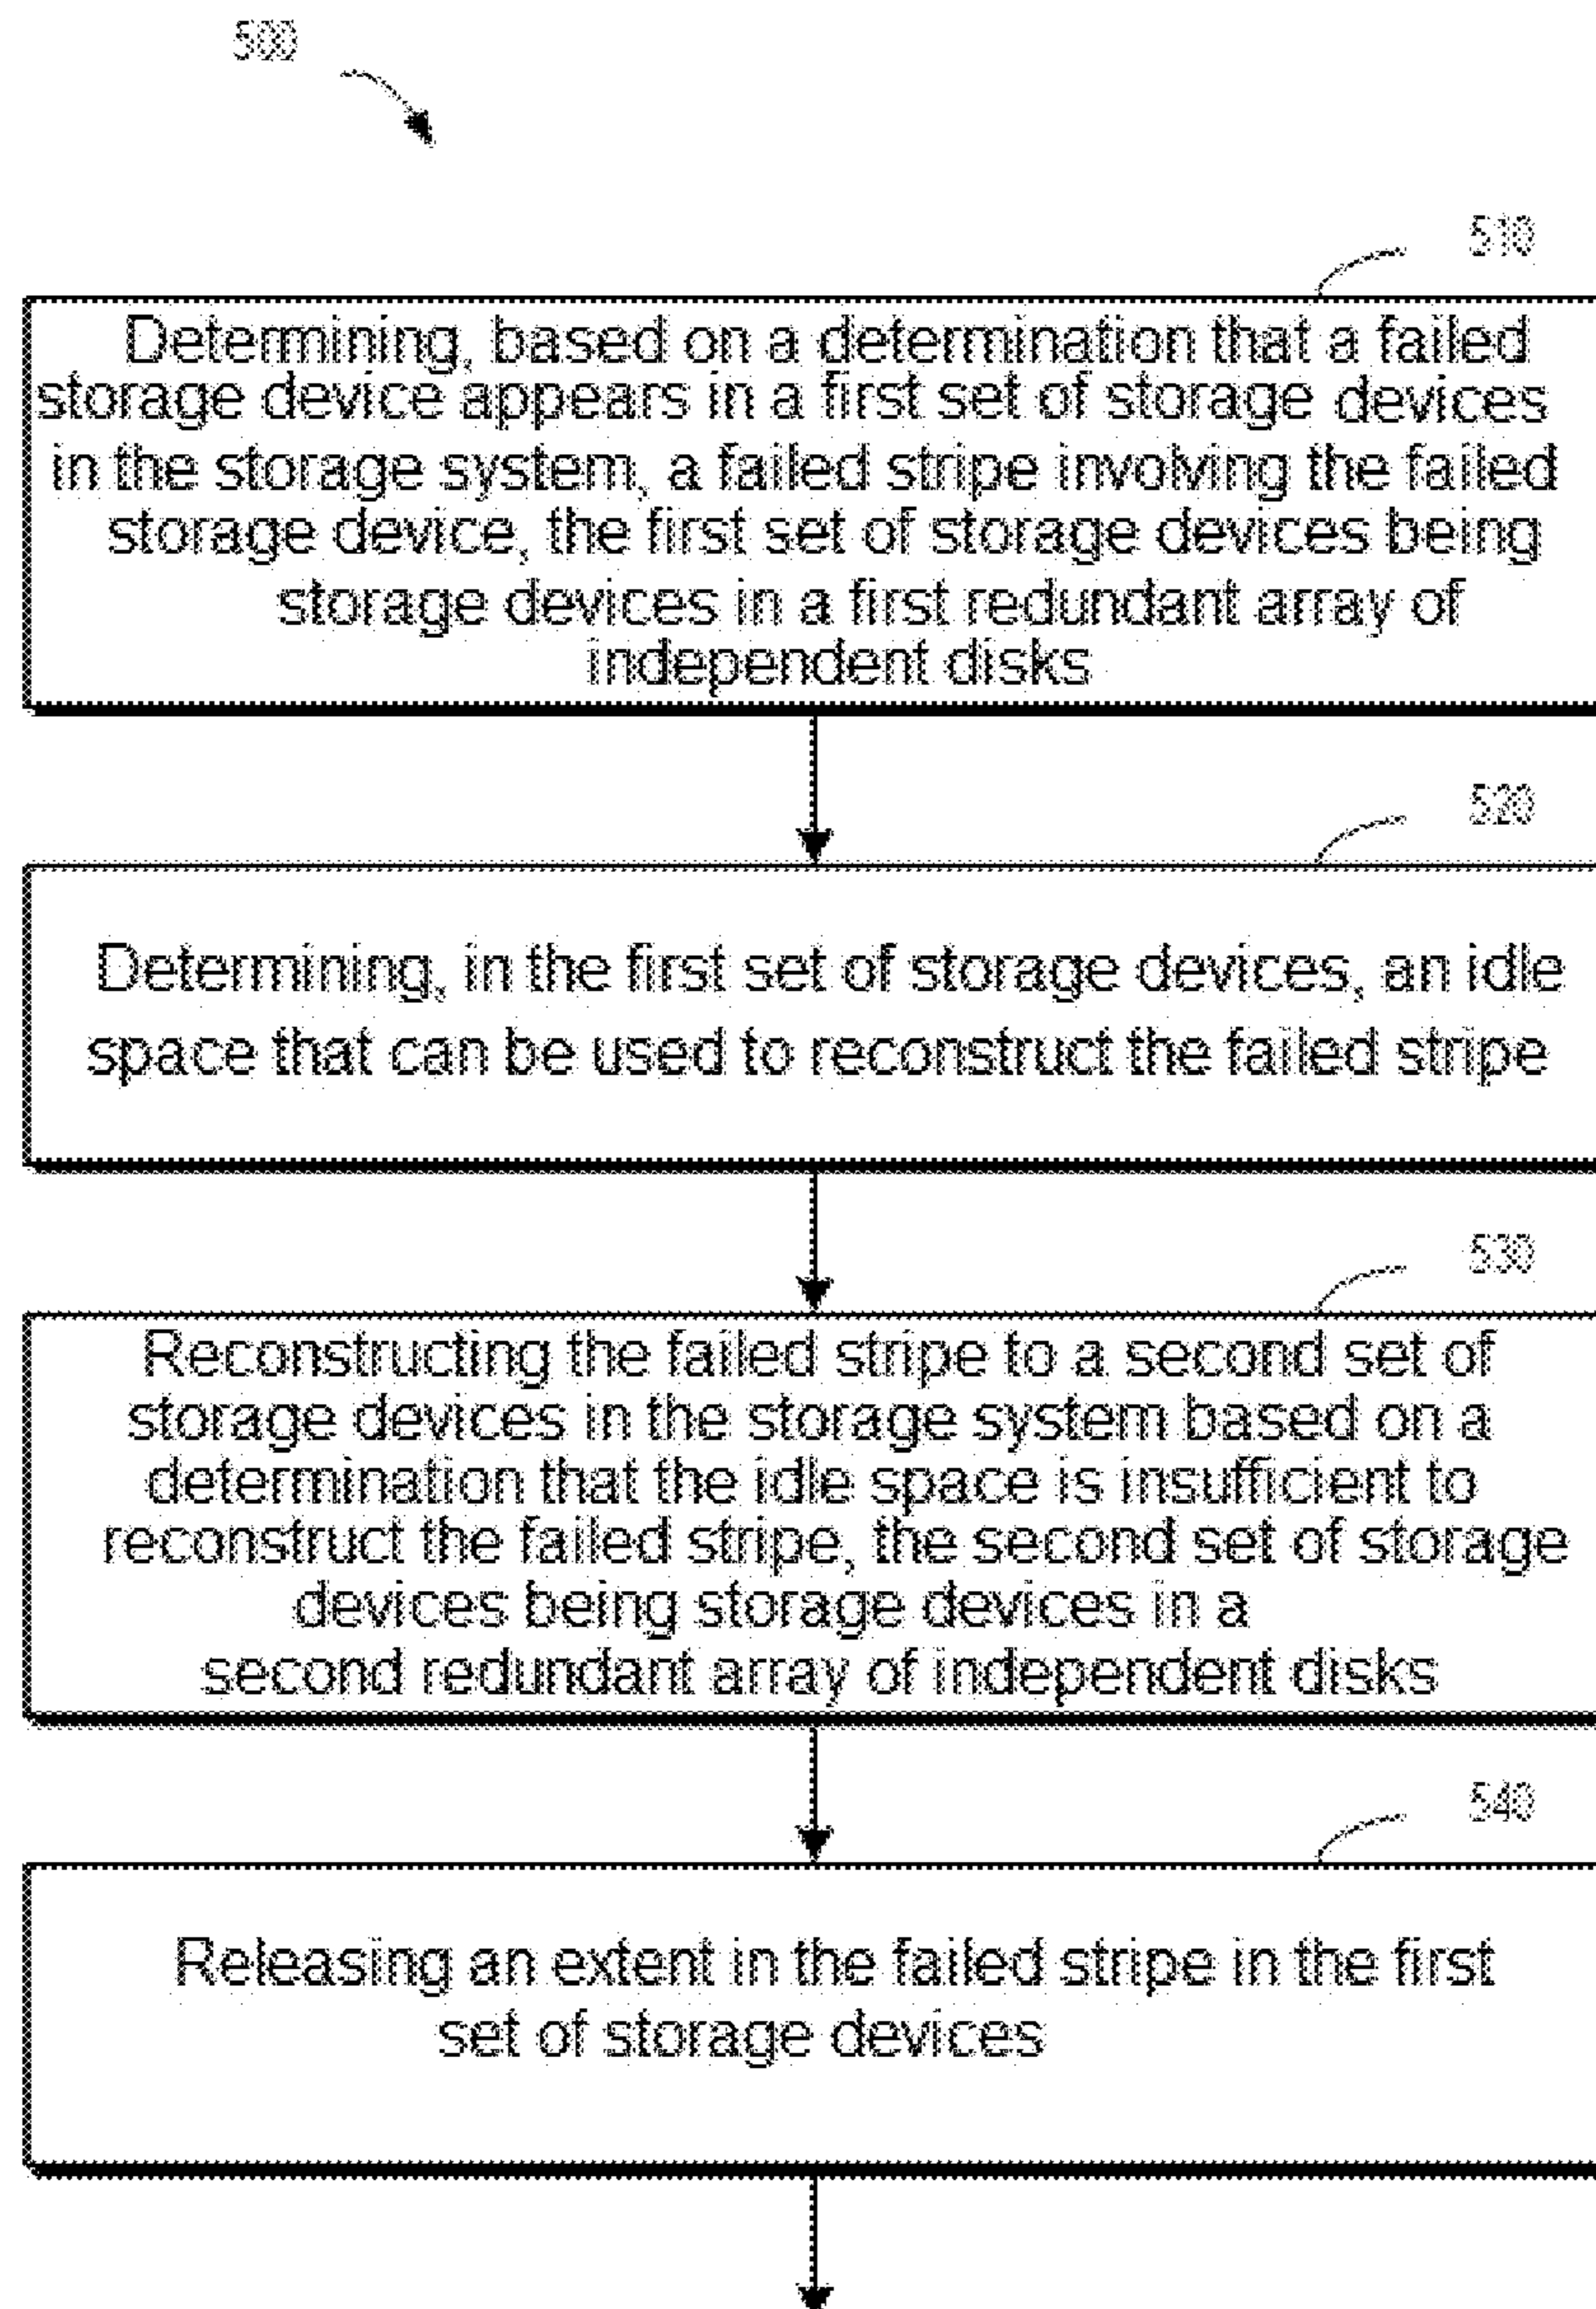 500
510
Determining, based on a determination that a failed
storage device appears in a first set of storage devices
in the storage system, a failed stripe involving the failed
storage device, the first set of storage devices being
storage devices in a first redundant array of
independent disks
520
Determining, in the first set of storage devices, an idle
space that can be used to reconstruct the failed stripe
530
Reconstructing the failed stripe to a second set of
storage devices in the storage system based on a
determination that the idle space is insufficient to
reconstruct the failed stripe, the second set of storage
devices being storage devices in a
second redundant array of independent disks
540
Releasing an extent in the failed stripe in the first
set of storage devices